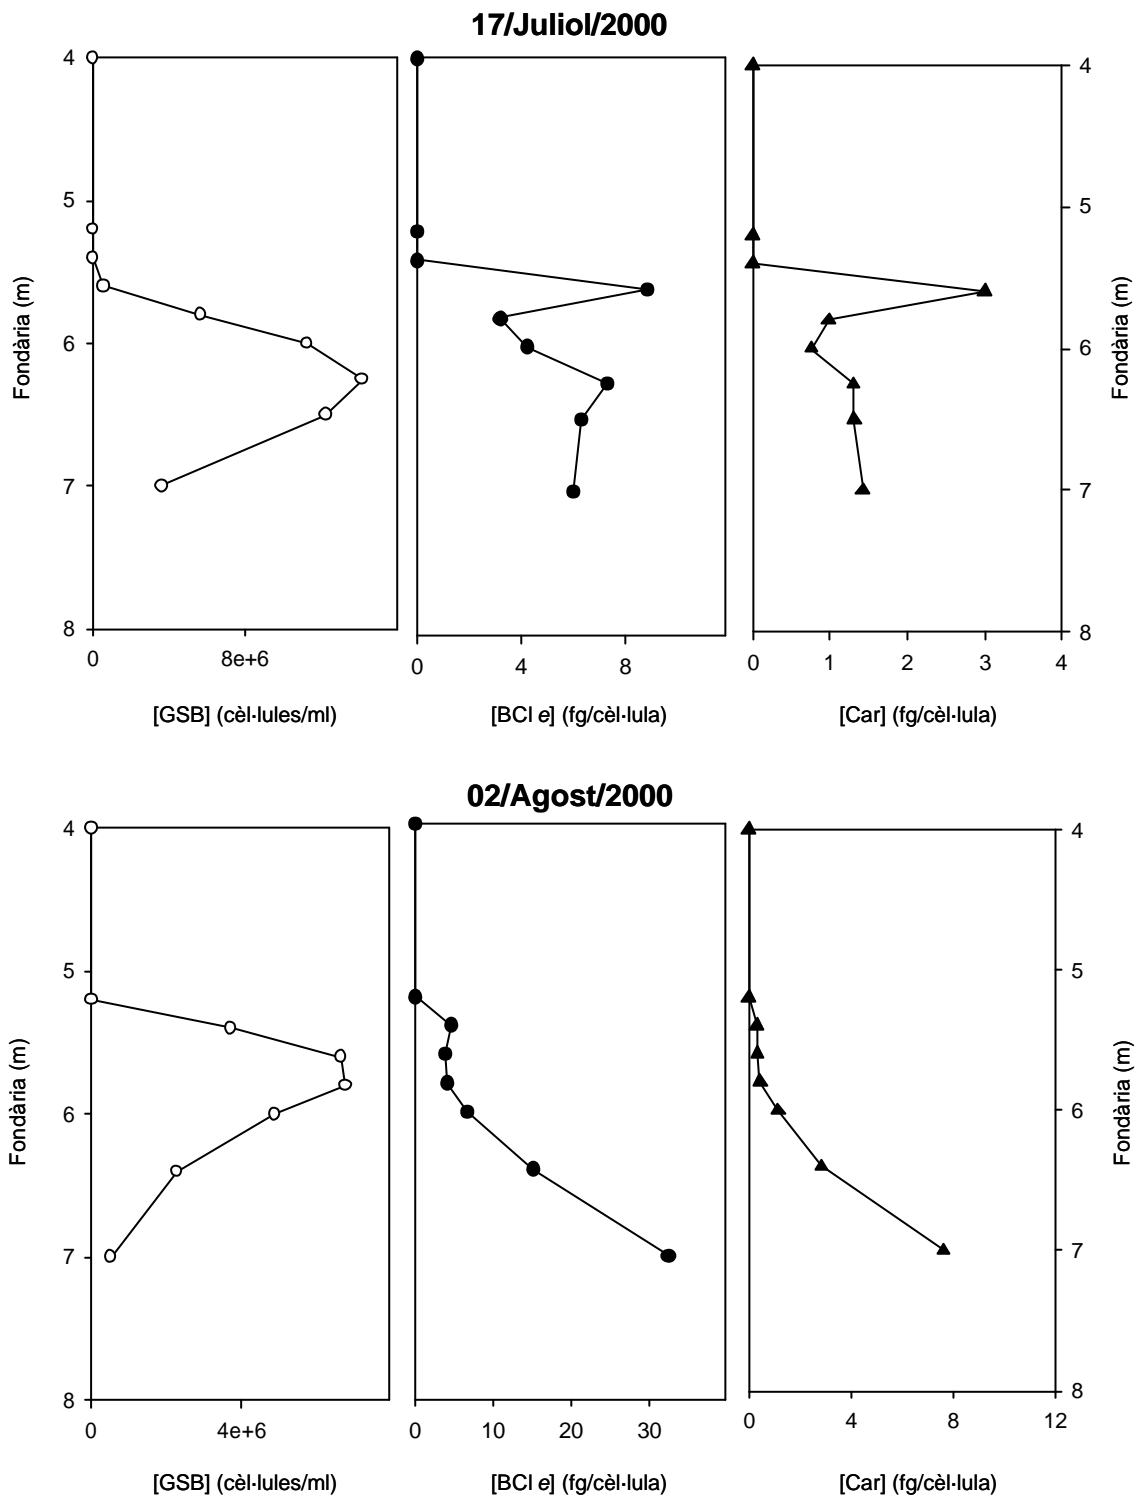 17/Juliol/2000
4
5
6
7
8
Fondària (m)
0 8e+6
[GSB] (cèl·lules/ml)
0 4 8
[BCl e] (fg/cèl·lula)
0 1 2 3 4
[Car] (fg/cèl·lula)
4
5
6
7
8
Fondària (m)
02/Agost/2000
4
5
6
7
8
Fondària (m)
0 4e+6
[GSB] (cèl·lules/ml)
0 10 20 30
[BCl e] (fg/cèl·lula)
0 4 8 12
[Car] (fg/cèl·lula)
4
5
6
7
8
Fondària (m)